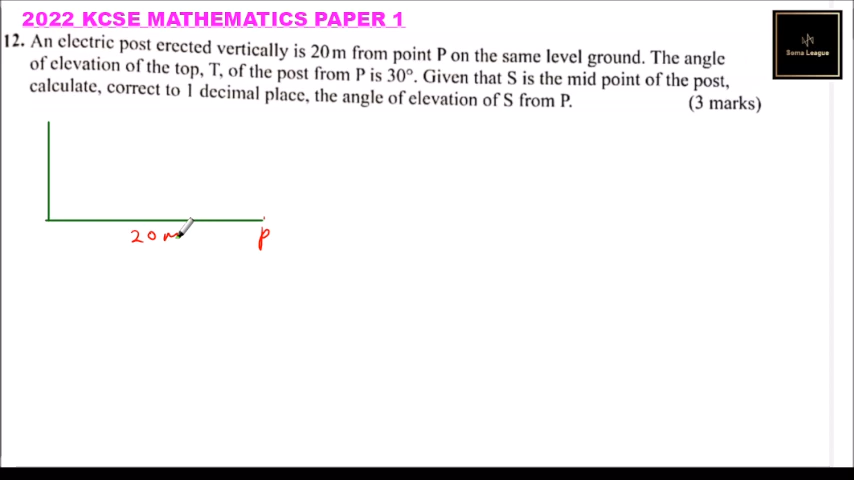 2022 KCSE MATHEMATICS PAPER 1
12. An electric post erected vertically is 20 m from point P on the same level ground. The angle
of elevation of the top, T, of the post from P is 30°. Given that S is the mid point of the post,
calculate, correct to 1 decimal place, the angle of elevation of S from P.
(3 marks)
Soma League
20 m
P